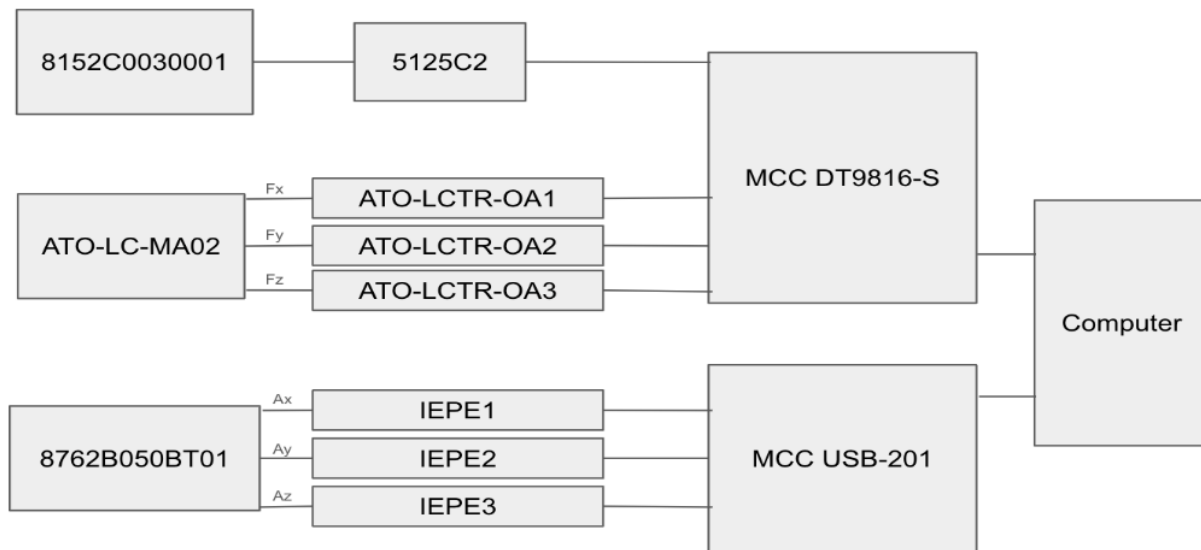 8152C0030001
5125C2
MCC DT9816-S
Fx
ATO-LCTR-OA1
ATO-LC-MA02
Fy
ATO-LCTR-OA2
Fz
ATO-LCTR-OA3
Computer
Ax
IEPE1
8762B050BT01
Ay
IEPE2
MCC USB-201
Az
IEPE3